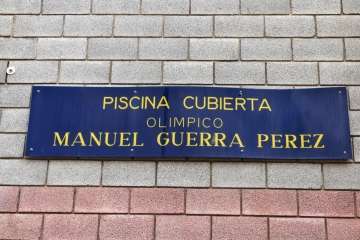 PISCINA CUBIERTA
OLIMPICO
MANUEL GUERRA PEREZ